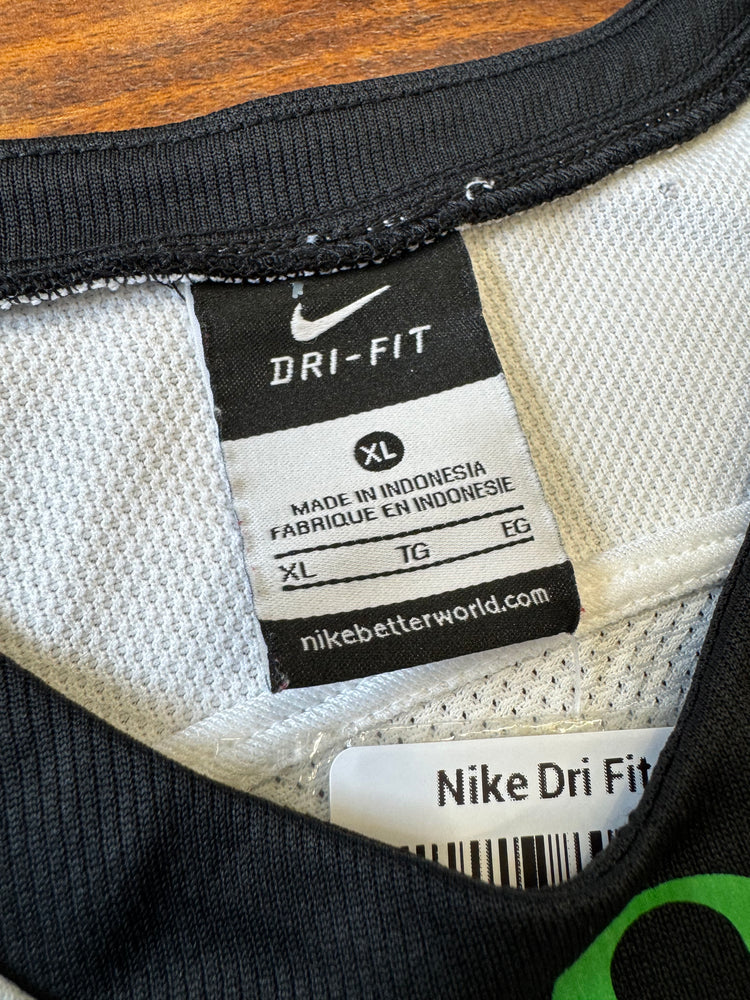 DRI-FIT
XL
MADE IN INDONESIA
FABRIQUE EN INDONESIE
XL TG EG
nikebetterworld.com
Nike Dri Fit